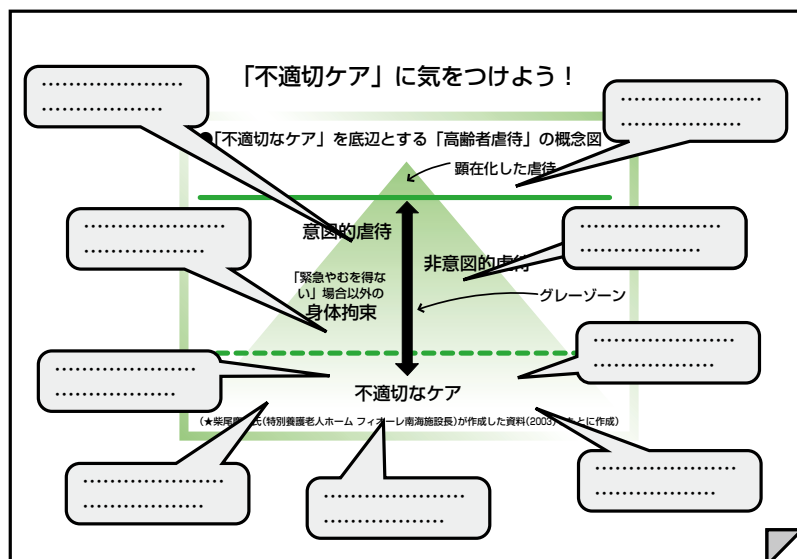 「不適切ケア」に気をつけよう！
●「不適切なケア」を底辺とする「高齢者虐待」の概念図
顕在化した虐待
意図的虐待
非意図的虐待
「緊急やむを得な
い」場合以外の
身体拘束
グレーゾーン
不適切なケア
(★柴尾 氏(特別養護老人ホーム フィオーレ南海施設長)が作成した資料(2003) とに作成)